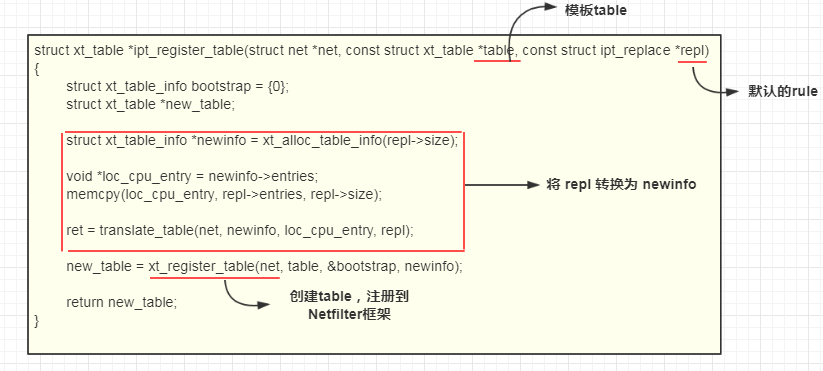 模板table
struct xt_table *ipt_register_table(struct net *net, const struct xt_table *table, const struct ipt_replace *repl)
{
struct xt_table_info bootstrap = {0};
struct xt_table *new_table;
默认的rule
struct xt_table_info *newinfo = xt_alloc_table_info(repl->size);
void *loc_cpu_entry = newinfo->entries;
memcpy(loc_cpu_entry, repl->entries, repl->size);
将 repl 转换为 newinfo
ret = translate_table(net, newinfo, loc_cpu_entry, repl);
new_table = xt_register_table(net, table, &bootstrap, newinfo);
return new_table;
创建table，注册到
Netfilter框架
}